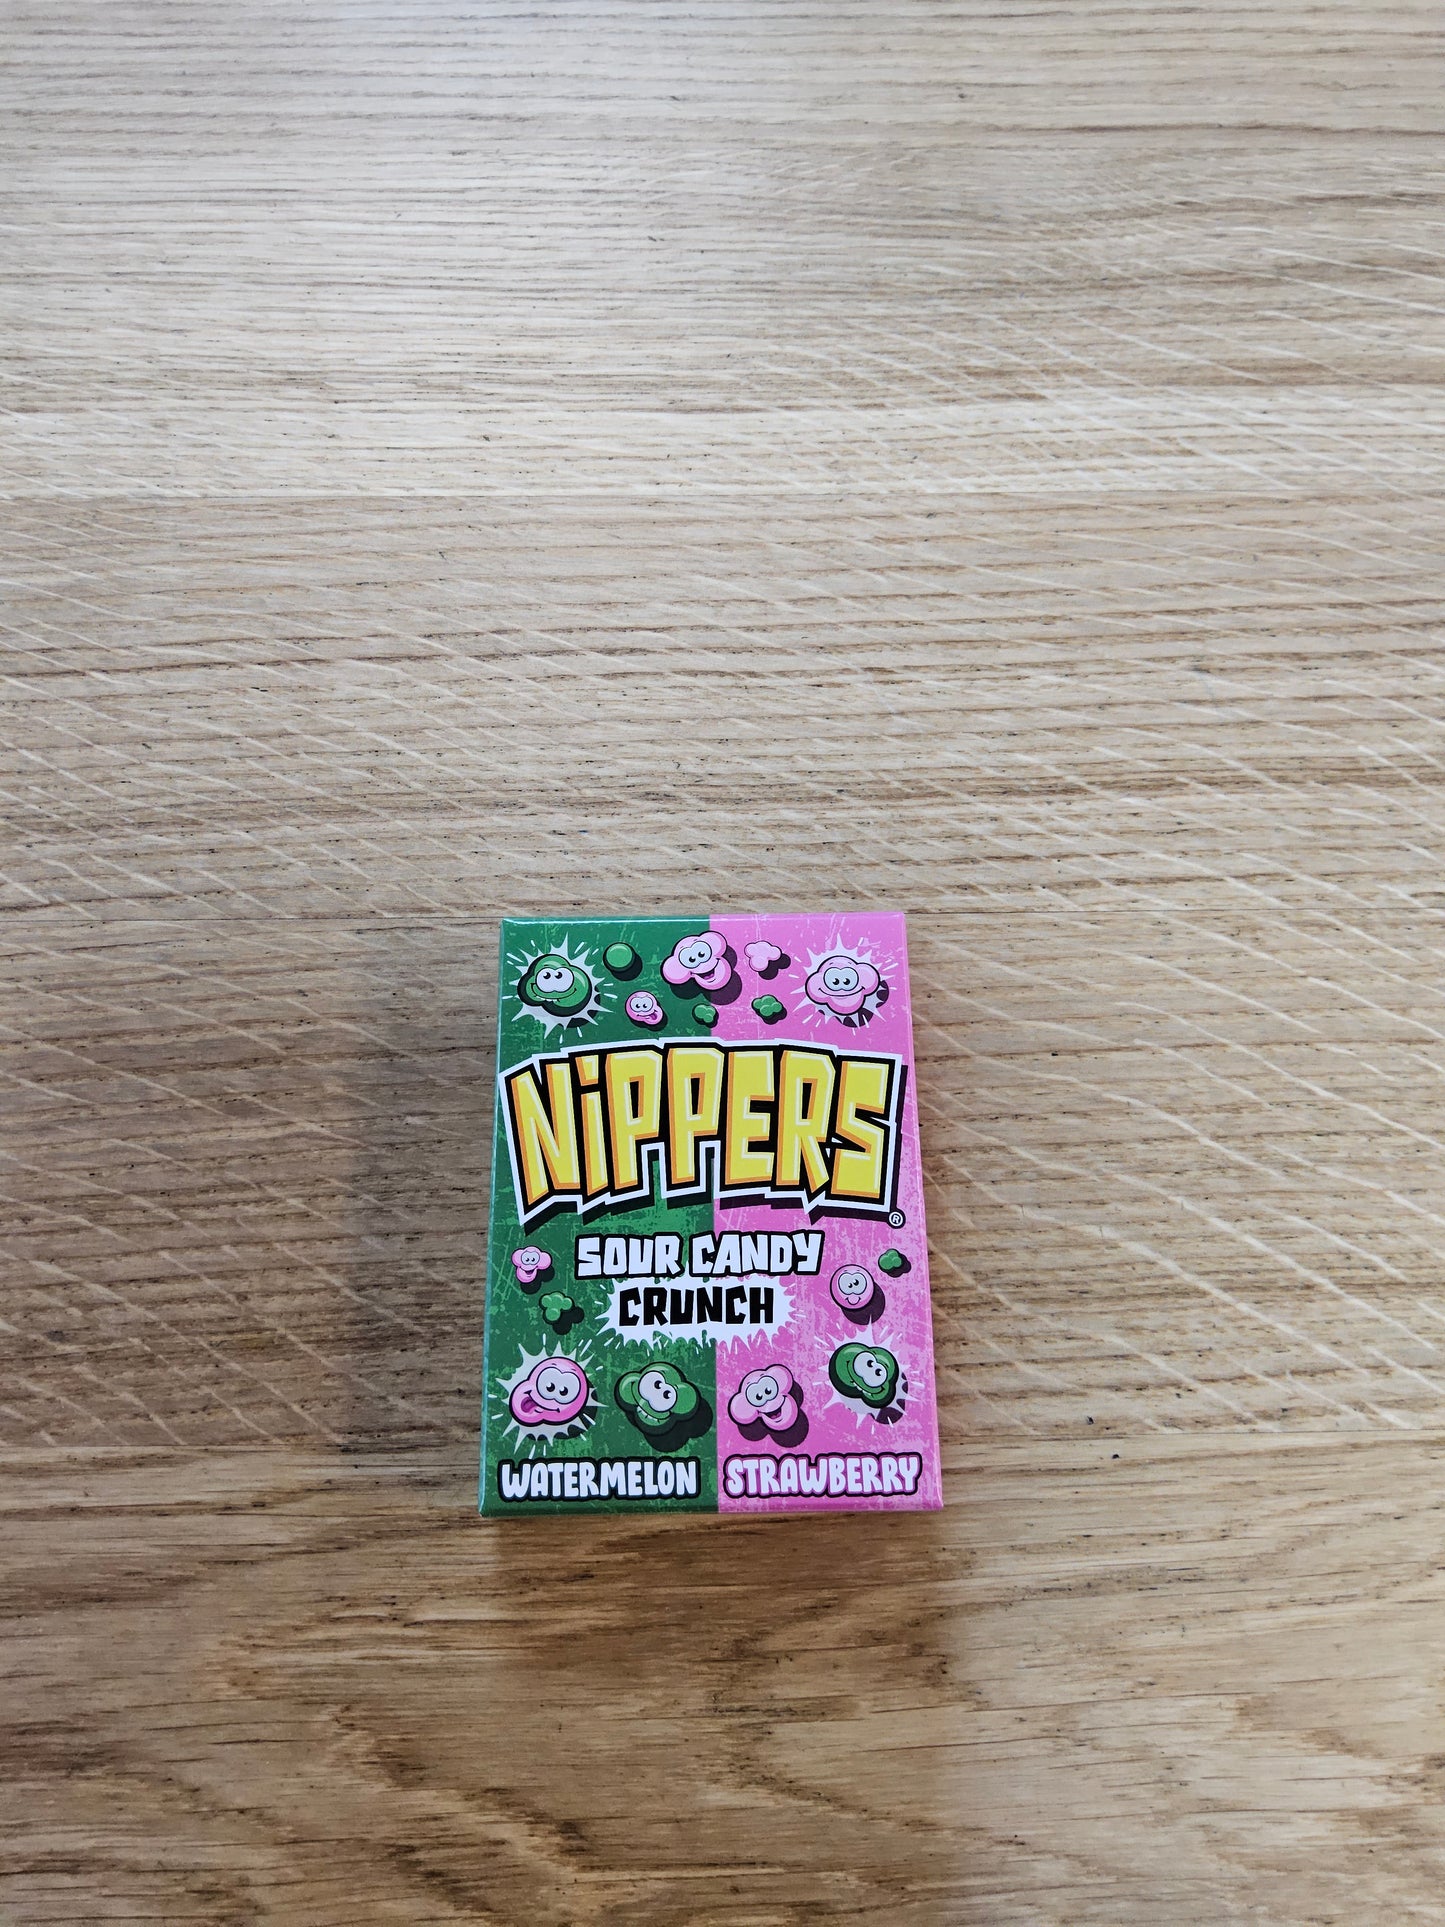 NiPPERS
®
SOUR CANDY
CRUNCH
WATERMELON STRAWBERRY